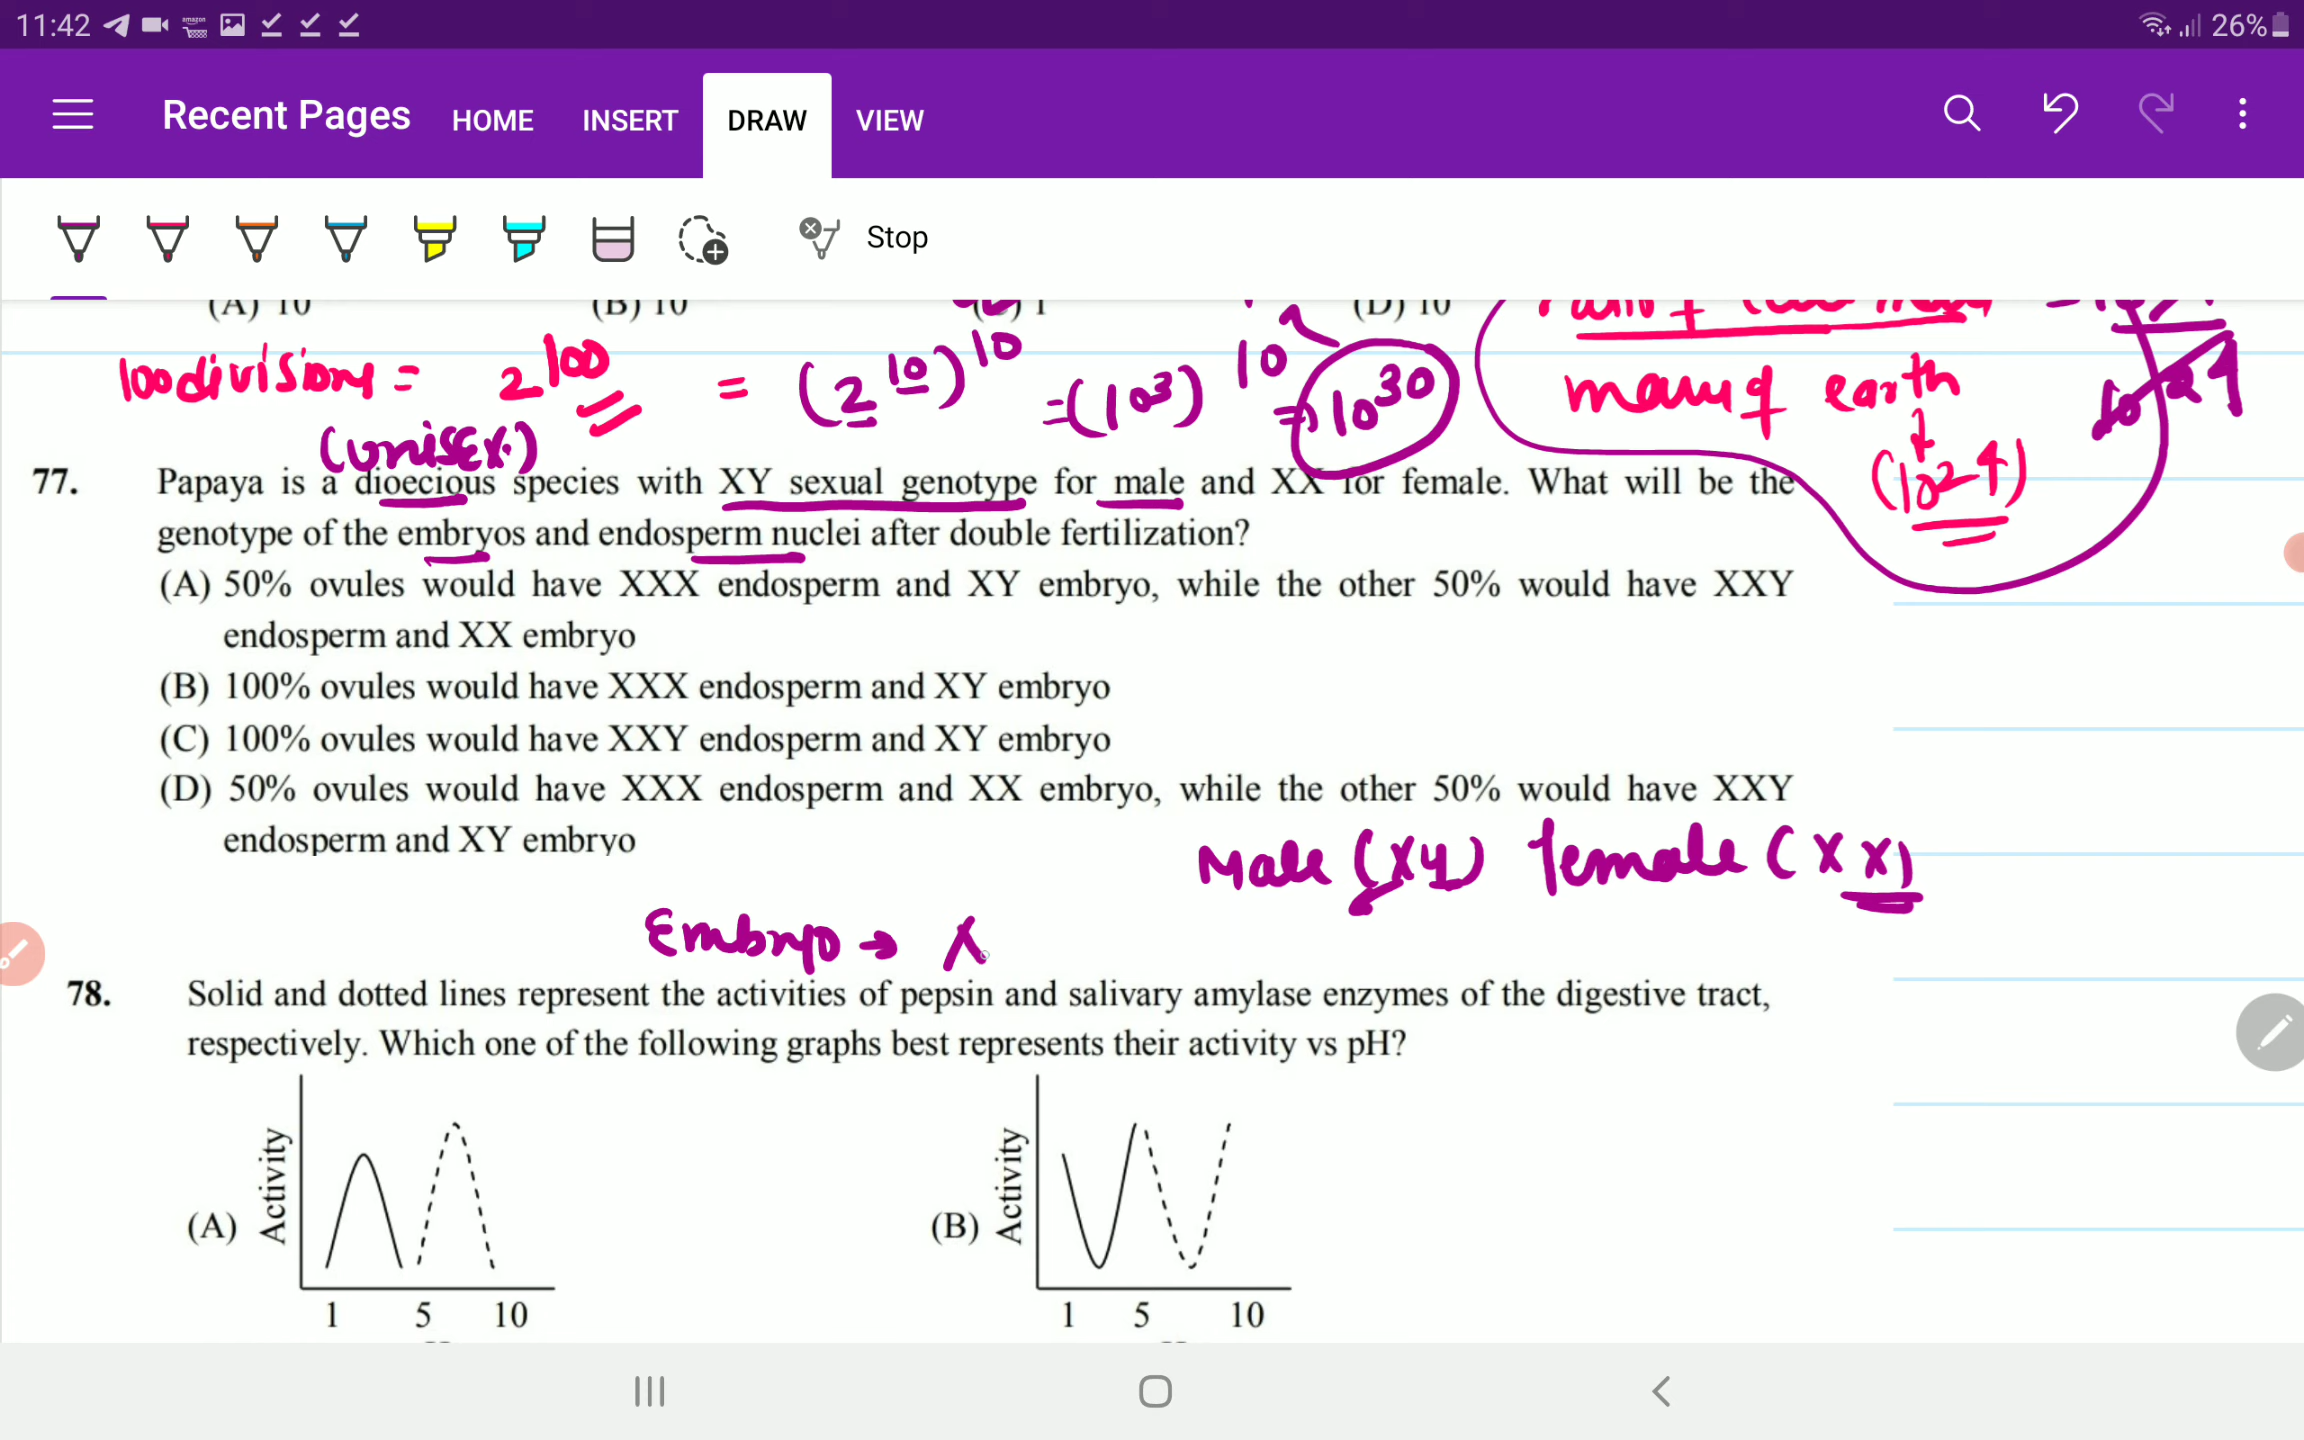 11:42 26%
Recent Pages HOME INSERT DRAW VIEW
Stop
(A) 10 (B) 10 1 (D) 10
100 divisions = 2^100 = (2^10)^10 = (10^3)^10 ⇒ 10^30
many of earth
(10^24)
(unisex.)
77. Papaya is a dioecious species with XY sexual genotype for male and XX for female. What will be the
genotype of the embryos and endosperm nuclei after double fertilization?
(A) 50% ovules would have XXX endosperm and XY embryo, while the other 50% would have XXY
endosperm and XX embryo
(B) 100% ovules would have XXX endosperm and XY embryo
(C) 100% ovules would have XXY endosperm and XY embryo
(D) 50% ovules would have XXX endosperm and XX embryo, while the other 50% would have XXY
endosperm and XY embryo
Male (XY) female (XX)
Embryo →
78. Solid and dotted lines represent the activities of pepsin and salivary amylase enzymes of the digestive tract,
respectively. Which one of the following graphs best represents their activity vs pH?
(A) Activity
1 5 10
(B) Activity
1 5 10